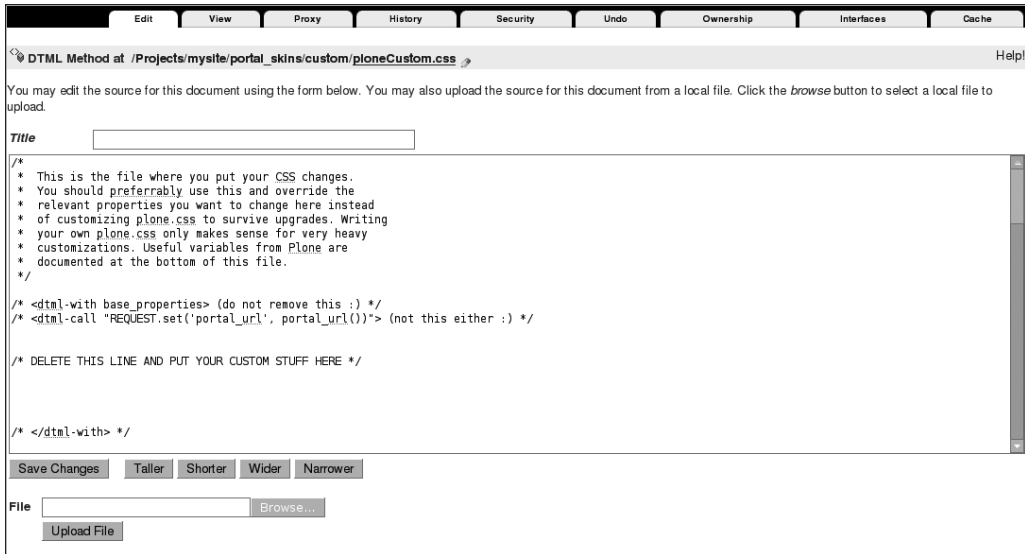 Edit View Proxy History Security Undo Ownership Interfaces Cache
DTML Method at /Projects/mysite/portal_skins/custom/ploneCustom.css Help!
You may edit the source for this document using the form below. You may also upload the source for this document from a local file. Click the browse button to select a local file to
upload.
Title
/*
 * This is the file where you put your CSS changes.
 * You should preferrably use this and override the
 * relevant properties you want to change here instead
 * of customizing plone.css to survive upgrades. Writing
 * your own plone.css only makes sense for very heavy
 * customizations. Useful variables from Plone are
 * documented at the bottom of this file.
 */
/* <dtml-with base_properties> (do not remove this :) */
/* <dtml-call "REQUEST.set('portal_url', portal_url())"> (not this either :) */
/* DELETE THIS LINE AND PUT YOUR CUSTOM STUFF HERE */
/* </dtml-with> */
Save Changes Taller Shorter Wider Narrower
File Browse...
Upload File